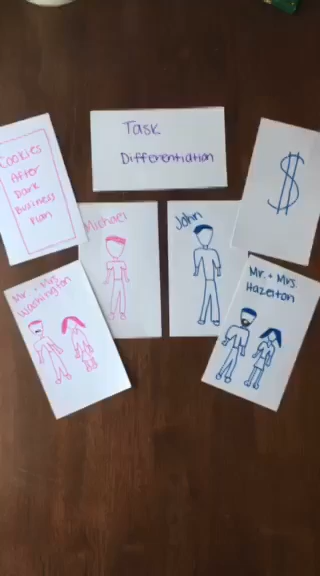 Task
Differentiation
Cookies
After
Dark
Business
Plan
$
Michael
John
Mr. + Mrs.
Washington
Mr. + Mrs.
Hazelton